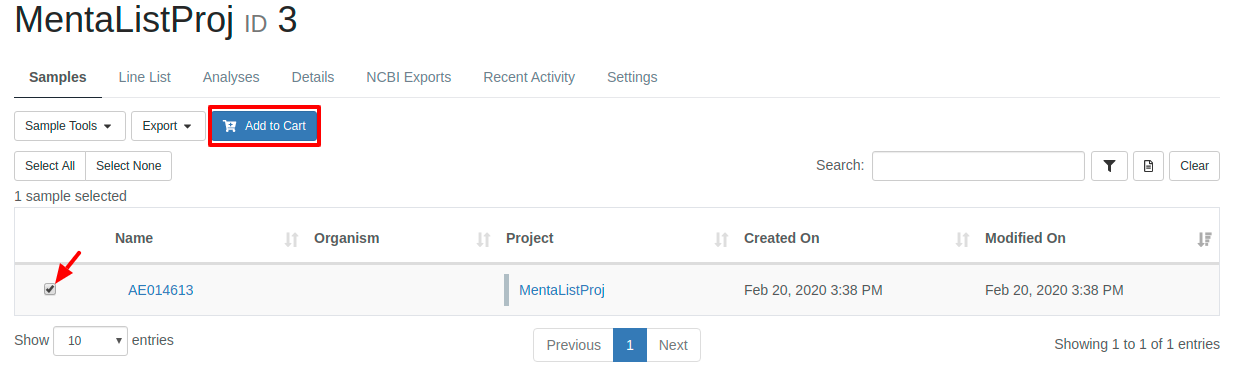 MentaListProj ID 3
Samples Line List Analyses Details NCBI Exports Recent Activity Settings
Sample Tools Export Add to Cart
Select All Select None Search: Clear
1 sample selected
Name Organism Project Created On Modified On
AE014613 MentaListProj Feb 20, 2020 3:38 PM Feb 20, 2020 3:38 PM
Show 10 entries Previous 1 Next Showing 1 to 1 of 1 entries